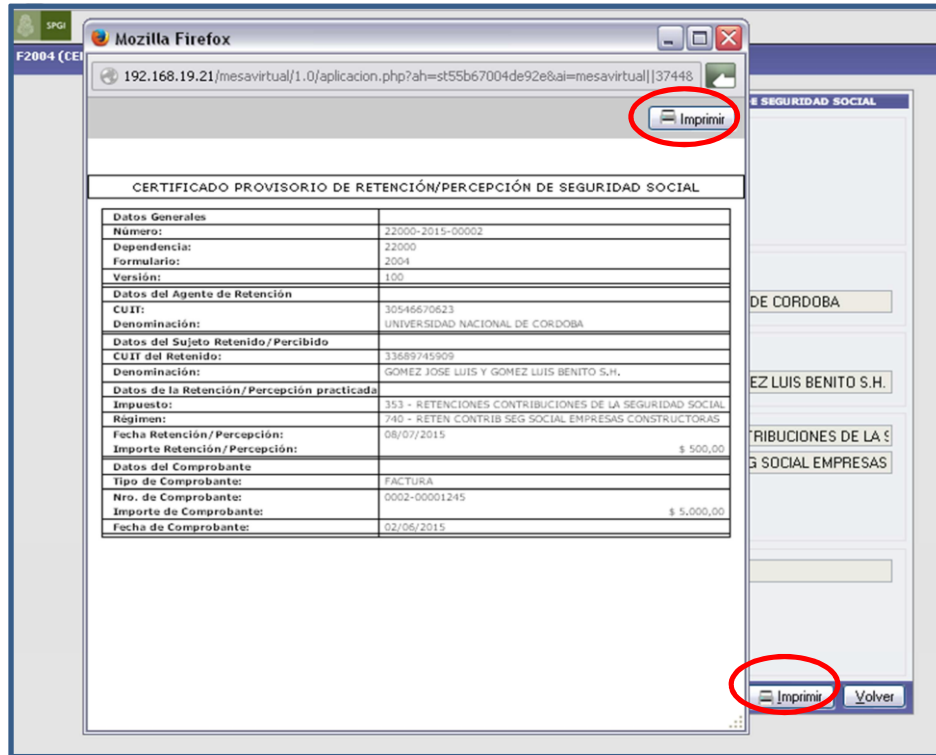 SPGI
F2004 (CEI
Mozilla Firefox
192.168.19.21/mesavirtual/1.0/aplicacion.php?ah=st55b67004de92e8&ai=mesavirtual||37448
Imprimir
E SEGURIDAD SOCIAL
CERTIFICADO PROVISORIO DE RETENCIÓN/PERCEPCIÓN DE SEGURIDAD SOCIAL
Datos Generales
Número: 22000-2015-00002
Dependencia: 22000
Formulario: 2004
Versión: 100
Datos del Agente de Retención
CUIT: 30546670623
Denominación: UNIVERSIDAD NACIONAL DE CORDOBA
Datos del Sujeto Retenido/Percibido
CUIT del Retenido: 33689745909
Denominación: GOMEZ JOSE LUIS Y GOMEZ LUIS BENITO S.H.
Datos de la Retención/Percepción practicada
Impuesto: 353 - RETENCIONES CONTRIBUCIONES DE LA SEGURIDAD SOCIAL
Régimen: 740 - RETEN CONTRIB SEG SOCIAL EMPRESAS CONSTRUCTORAS
Fecha Retención/Percepción: 08/07/2015
Importe Retención/Percepción: $ 500,00
Datos del Comprobante
Tipo de Comprobante: FACTURA
Nro. de Comprobante: 0002-00001245
Importe de Comprobante: $ 5.000,00
Fecha de Comprobante: 02/06/2015
DE CORDOBA
EZ LUIS BENITO S.H.
TRIBUCIONES DE LA S
G SOCIAL EMPRESAS
Imprimir
Volver